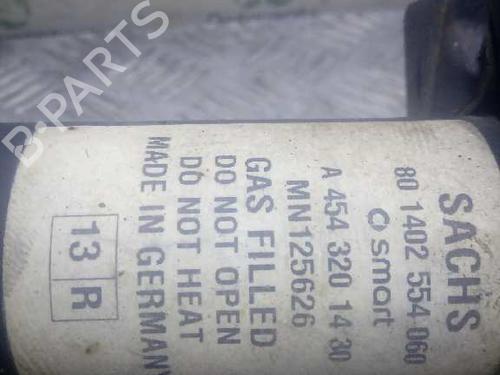 SACHS
80 1402 554 060
smart
A 454 320 14 30
MN125626
GAS FILLED
DO NOT OPEN
DO NOT HEAT
MADE IN GERMANY
13 R
B-PARTS